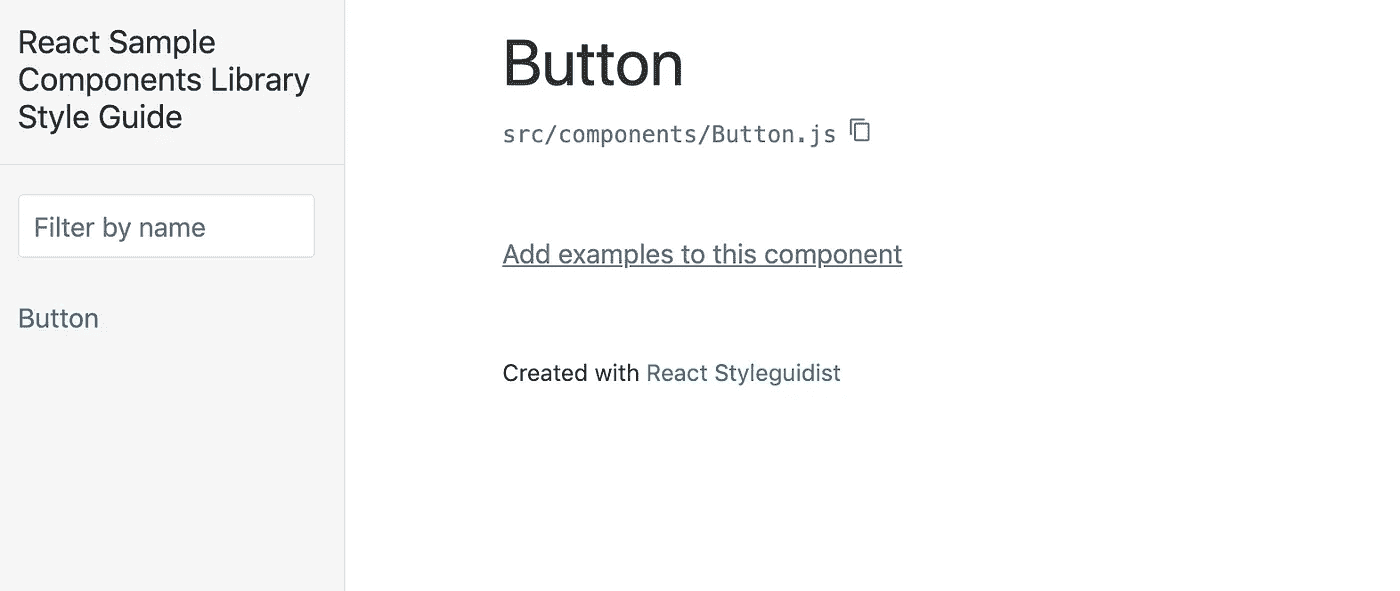 React Sample
Components Library
Style Guide
Filter by name
Button
Button
src/components/Button.js
Add examples to this component
Created with React Styleguidist